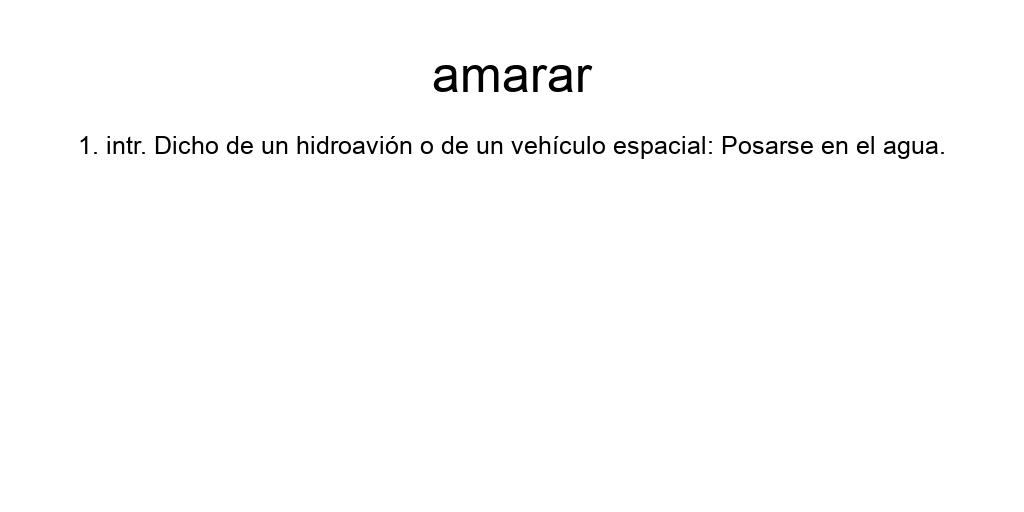 amarar
1. intr. Dicho de un hidroavión o de un vehículo espacial: Posarse en el agua.